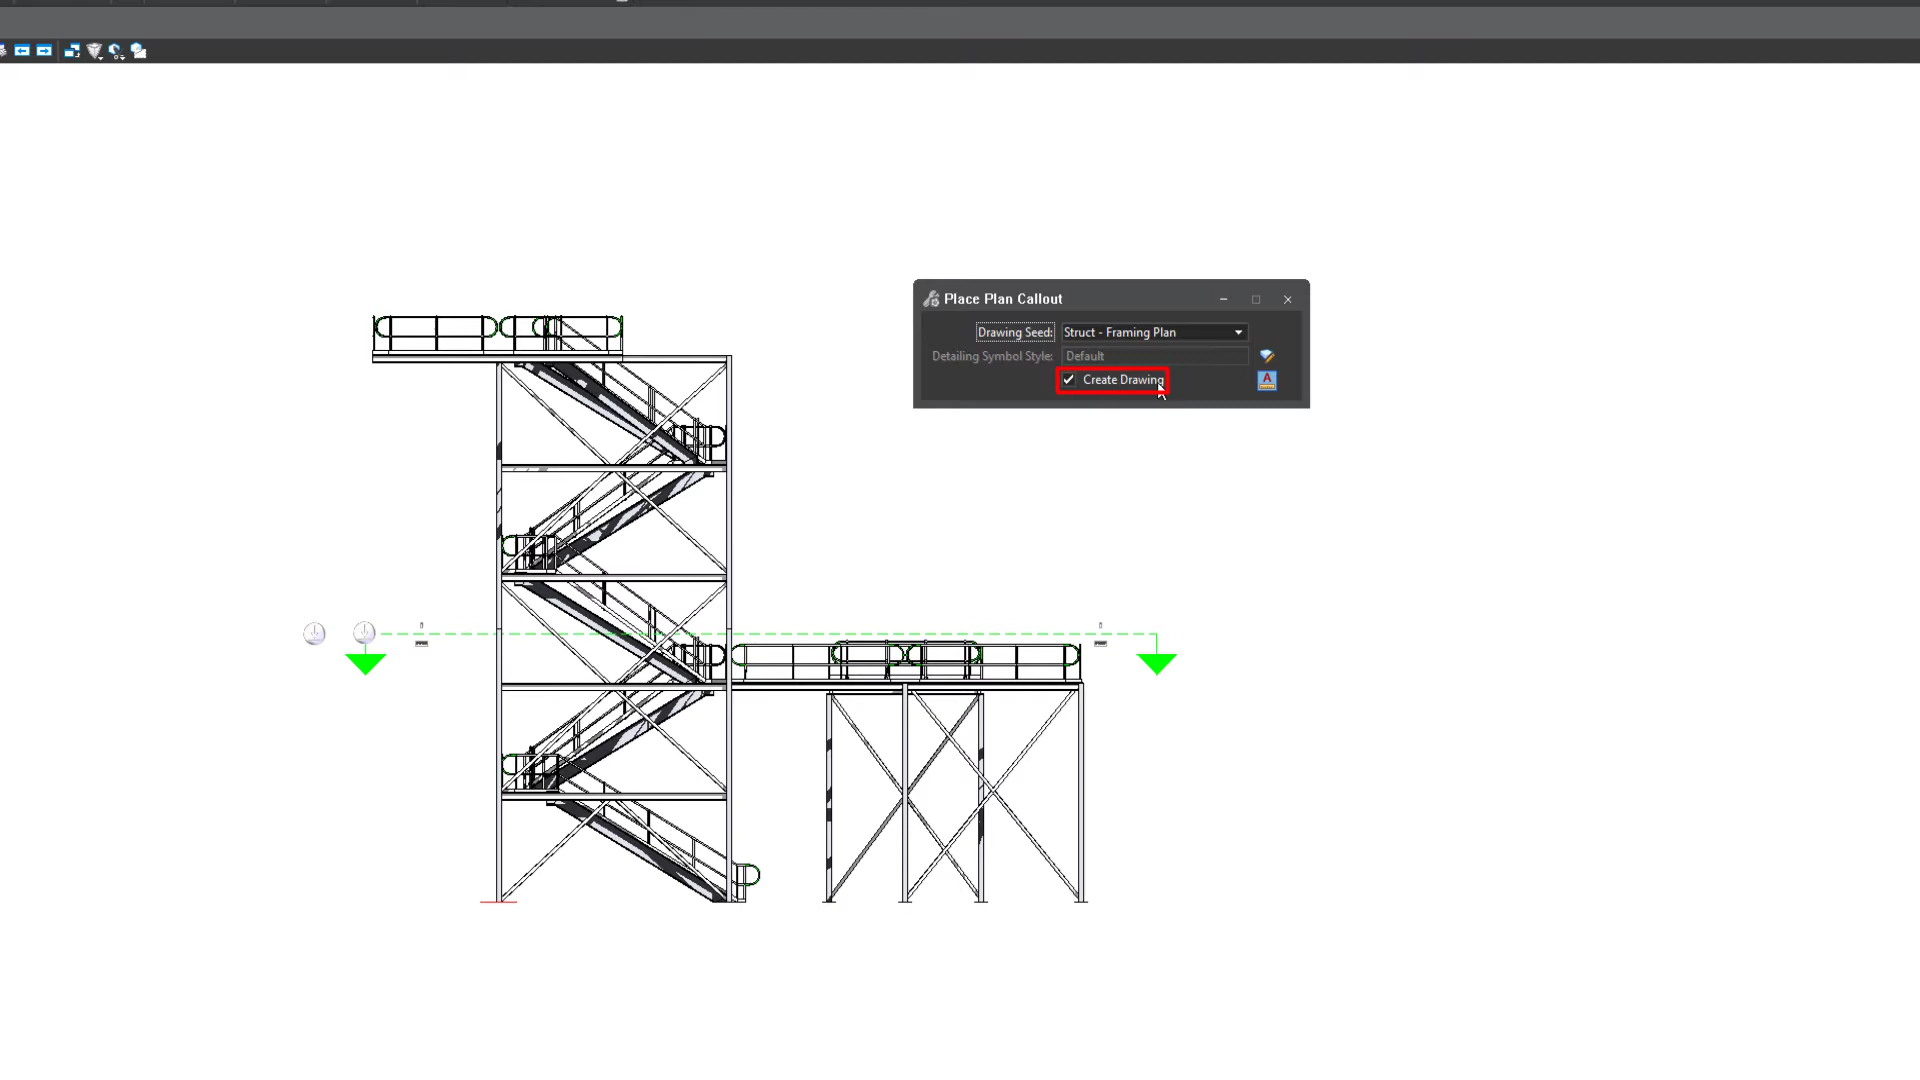 Place Plan Callout
Drawing Seed: Struct - Framing Plan
Detailing Symbol Style: Default
Create Drawing
A